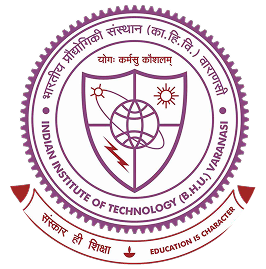 भारतीय प्रौद्योगिकी संस्थान (का.हि.वि.) वाराणसी
योगः कर्मसु कौशलम्
INDIAN INSTITUTE OF TECHNOLOGY (B.H.U.) VARANASI
संस्कार ही शिक्षा
EDUCATION IS CHARACTER